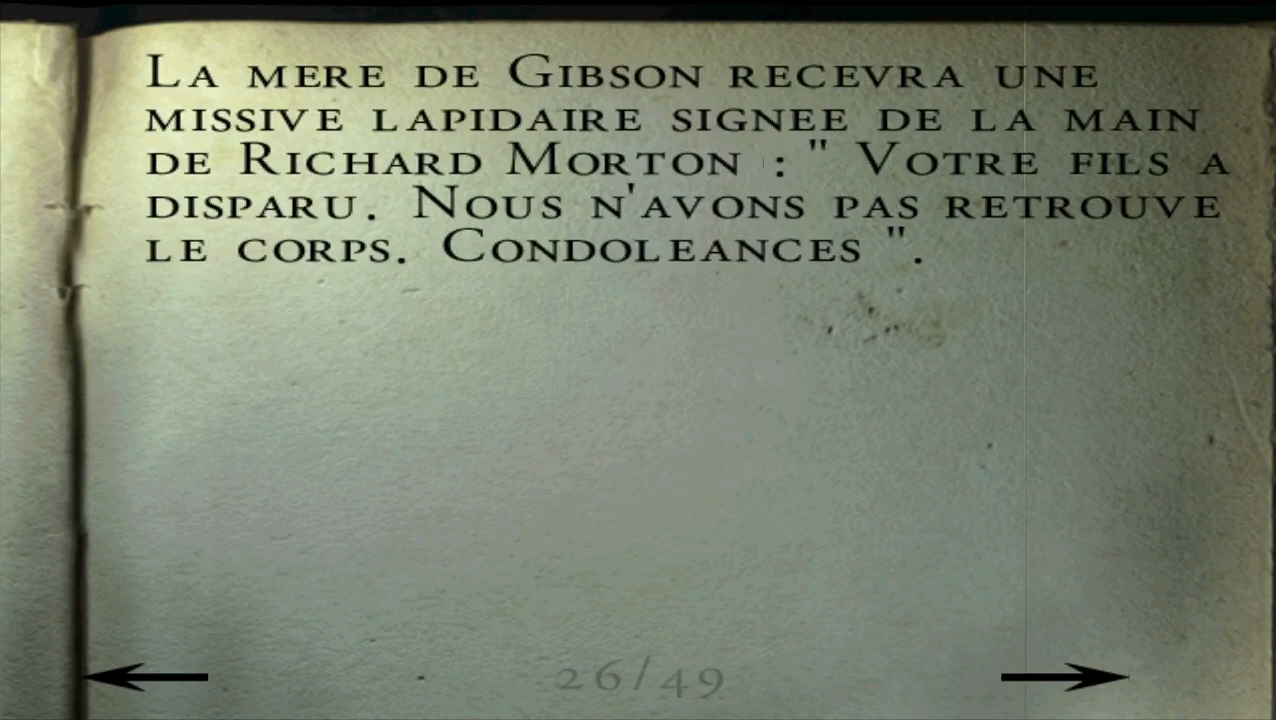 La mere de Gibson recevra une
missive lapidaire signee de la main
de Richard Morton : " Votre fils a
disparu. Nous n'avons pas retrouve
le corps. Condoleances ".
26/49